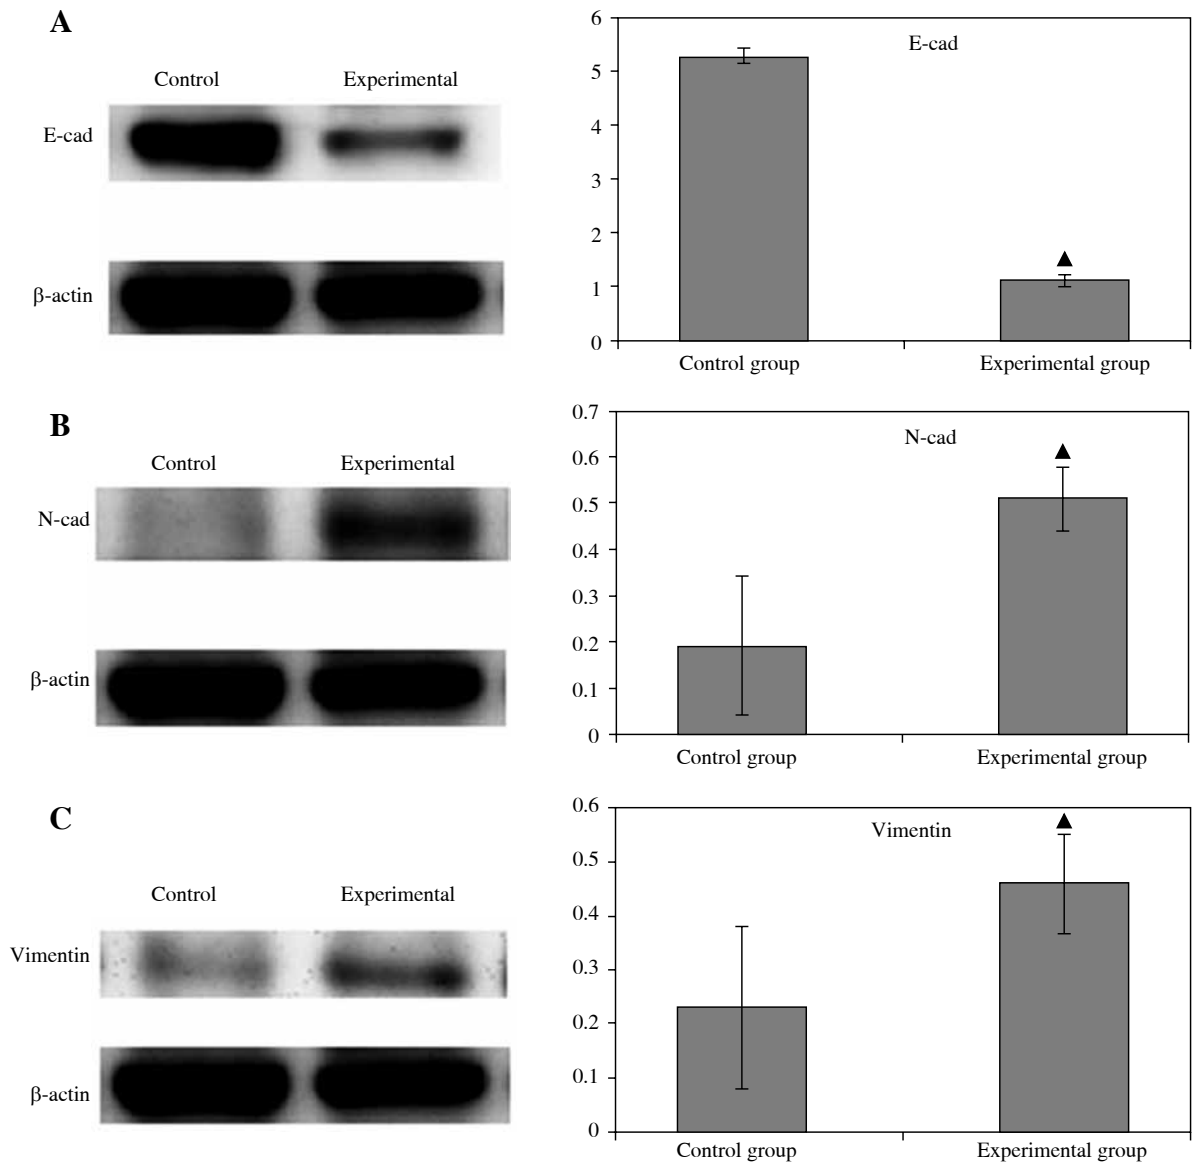 A
Control Experimental
E-cad
β-actin
6
5
4
3
2
1
0
E-cad
▲
Control group Experimental group
B
Control Experimental
N-cad
β-actin
0.7
0.6
0.5
0.4
0.3
0.2
0.1
0
N-cad
▲
Control group Experimental group
C
Control Experimental
Vimentin
β-actin
0.6
0.5
0.4
0.3
0.2
0.1
0
Vimentin
▲
Control group Experimental group